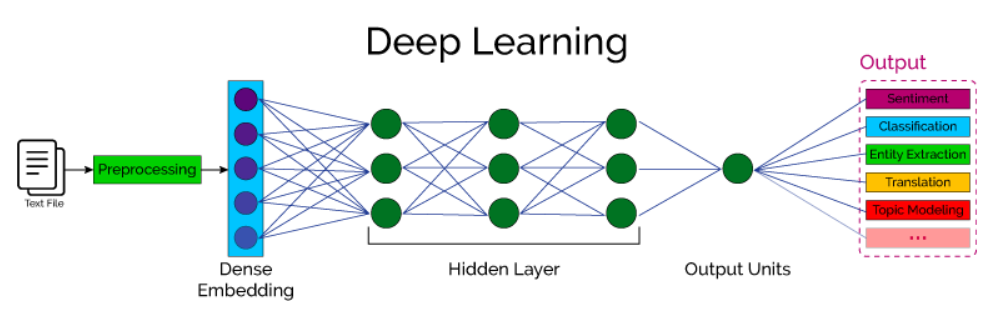 Deep Learning
Output
Sentiment
Classification
Entity Extraction
Translation
Topic Modeling
...
Preprocessing
Text File
Dense
Embedding
Hidden Layer
Output Units